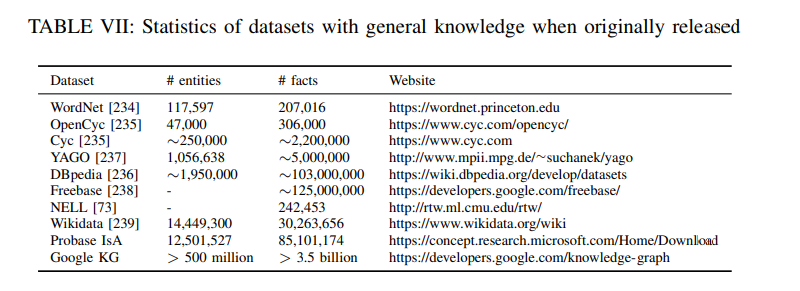 TABLE VII: Statistics of datasets with general knowledge when originally released
Dataset # entities # facts Website
WordNet [234] 117,597 207,016 https://wordnet.princeton.edu
OpenCyc [235] 47,000 306,000 https://www.cyc.com/opencyc/
Cyc [235] ∼250,000 ∼2,200,000 https://www.cyc.com
YAGO [237] 1,056,638 ∼5,000,000 http://www.mpii.mpg.de/∼suchanek/yago
DBpedia [236] ∼1,950,000 ∼103,000,000 https://wiki.dbpedia.org/develop/datasets
Freebase [238] - ∼125,000,000 https://developers.google.com/freebase/
NELL [73] - 242,453 http://rtw.ml.cmu.edu/rtw/
Wikidata [239] 14,449,300 30,263,656 https://www.wikidata.org/wiki
Probase IsA 12,501,527 85,101,174 https://concept.research.microsoft.com/Home/Download
Google KG > 500 million > 3.5 billion https://developers.google.com/knowledge-graph